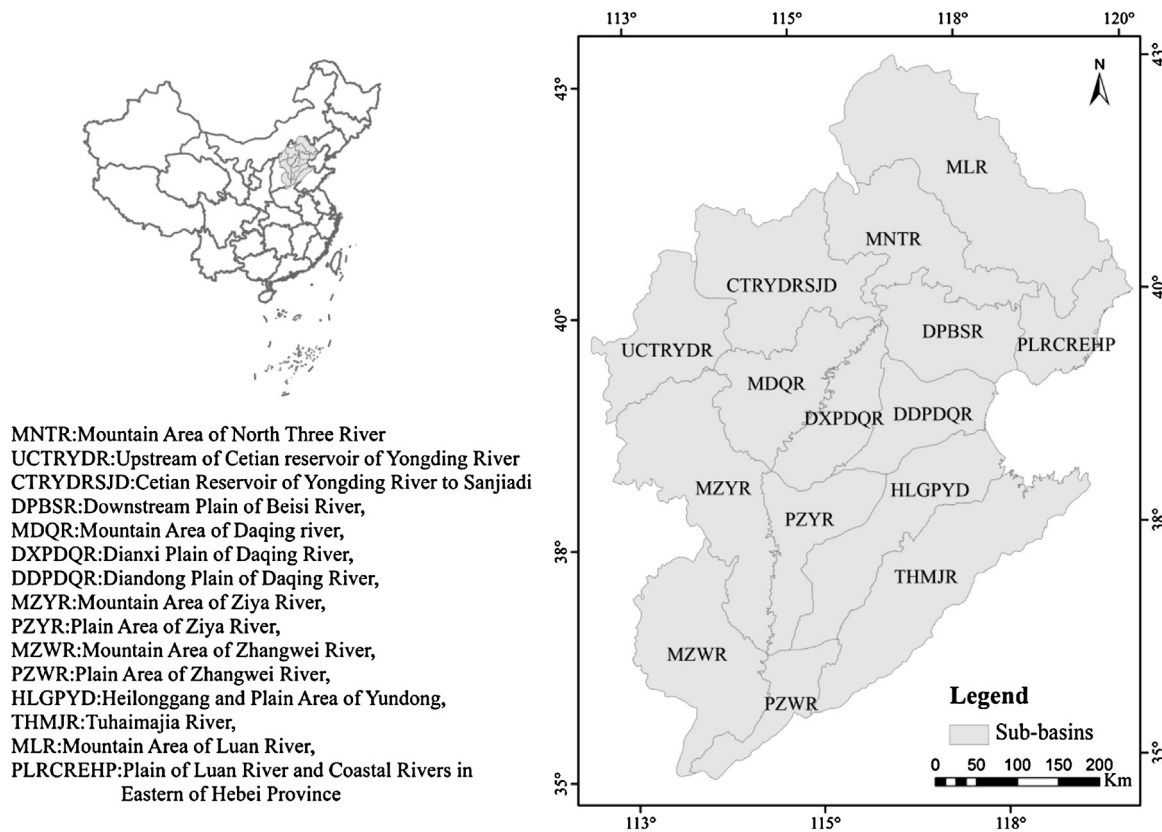 MNTR:Mountain Area of North Three River
UCTRYDR:Upstream of Cetian reservoir of Yongding River
CTRYDRSJD:Cetian Reservoir of Yongding River to Sanjiadi
DPBSR:Downstream Plain of Beisi River,
MDQR:Mountain Area of Daqing river,
DXPDQR:Dianxi Plain of Daqing River,
DDPDQR:Diandong Plain of Daqing River,
MZYR:Mountain Area of Ziya River,
PZYR:Plain Area of Ziya River,
MZWR:Mountain Area of Zhangwei River,
PZWR:Plain Area of Zhangwei River,
HLGPYD:Heilonggang and Plain Area of Yundong,
THMJR:Tuhaimajia River,
MLR:Mountain Area of Luan River,
PLRCREHP:Plain of Luan River and Coastal Rivers in
Eastern of Hebei Province
113° 115° 118° 120°
43° 43°
N
MLR
MNTR
CTRYDRSJD
40°
40°
DPBSR
UCTRYDR
PLRCREHP
MDQR
DXPDQR
DDPDQR
MZYR
HLGPYD
PZYR
38°
38°
THMJR
MZWR
PZWR
Legend
Sub-basins
35°
35°
0 50 100 150 200
Km
113° 115° 118°